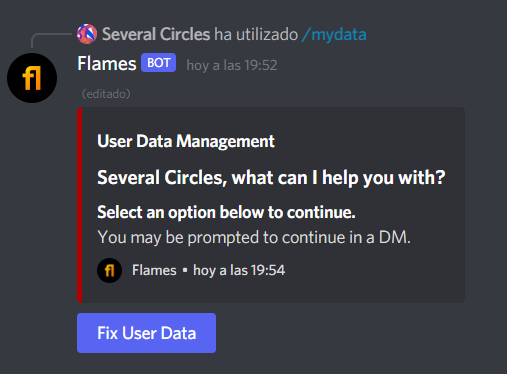 Several Circles ha utilizado /mydata
Flames BOT hoy a las 19:52
(editado)
fl
User Data Management
Several Circles, what can I help you with?
Select an option below to continue.
You may be prompted to continue in a DM.
fl Flames • hoy a las 19:54
Fix User Data